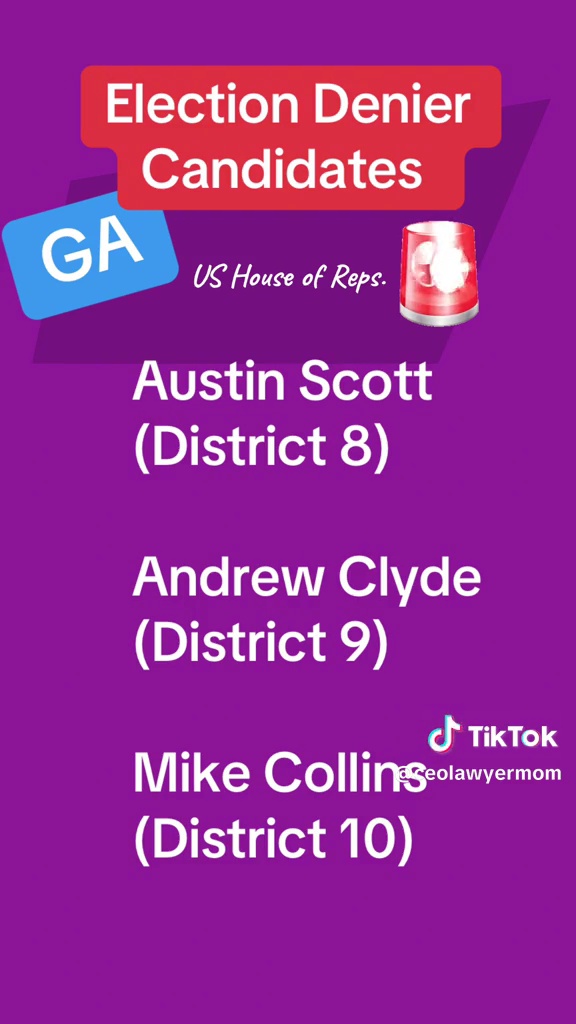 Election Denier
Candidates
GA
US House of Reps.
Austin Scott
(District 8)
Andrew Clyde
(District 9)
TikTok
Mike Collins
@ceolawyermom
(District 10)